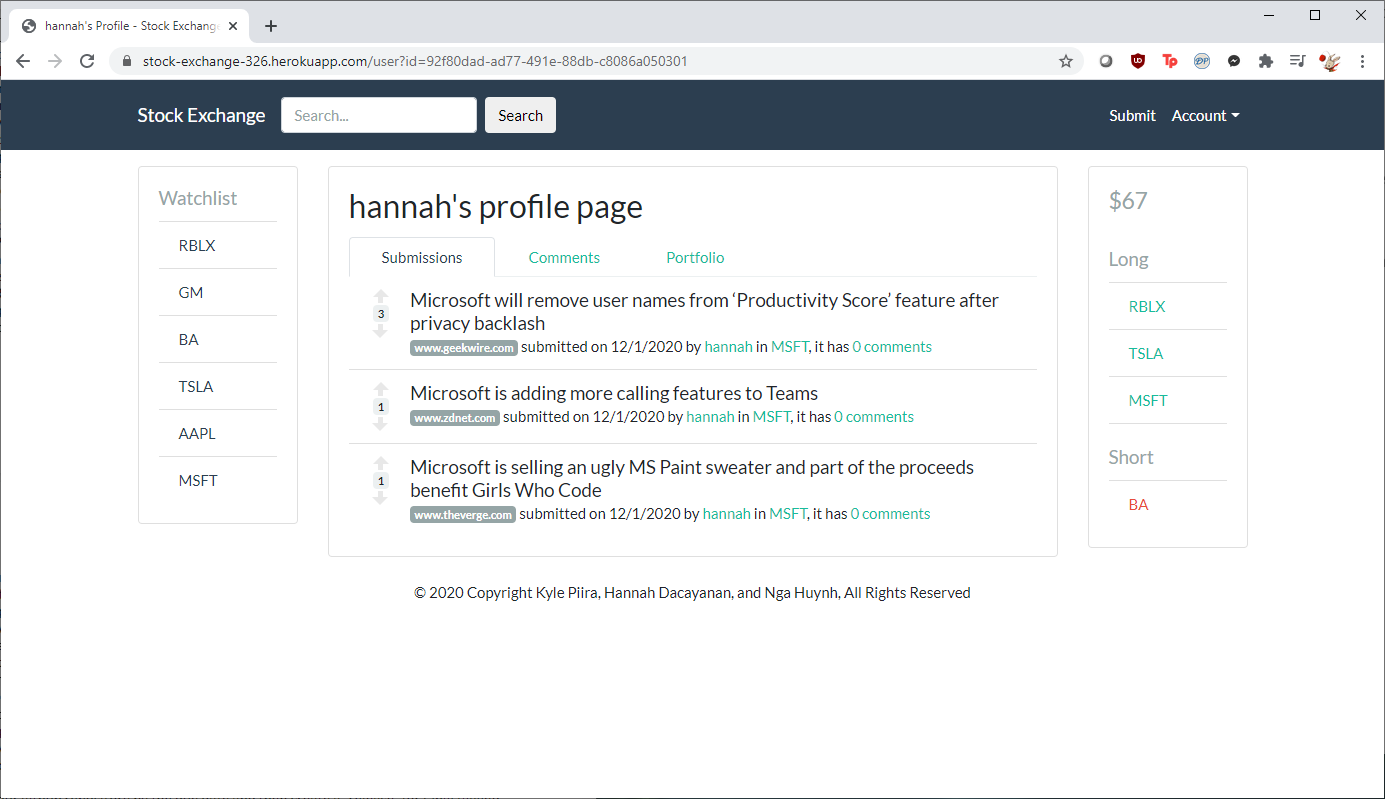 hannah's Profile - Stock Exchang
stock-exchange-326.herokuapp.com/user?id=92f80dad-ad77-491e-88db-c8086a050301
Stock Exchange
Search...
Search
Submit
Account
Watchlist
RBLX
GM
BA
TSLA
AAPL
MSFT
hannah's profile page
Submissions
Comments
Portfolio
3
Microsoft will remove user names from ‘Productivity Score’ feature after
privacy backlash
www.geekwire.com submitted on 12/1/2020 by hannah in MSFT, it has 0 comments
1
Microsoft is adding more calling features to Teams
www.zdnet.com submitted on 12/1/2020 by hannah in MSFT, it has 0 comments
1
Microsoft is selling an ugly MS Paint sweater and part of the proceeds
benefit Girls Who Code
www.theverge.com submitted on 12/1/2020 by hannah in MSFT, it has 0 comments
$67
Long
RBLX
TSLA
MSFT
Short
BA
© 2020 Copyright Kyle Piira, Hannah Dacayanan, and Nga Huynh, All Rights Reserved